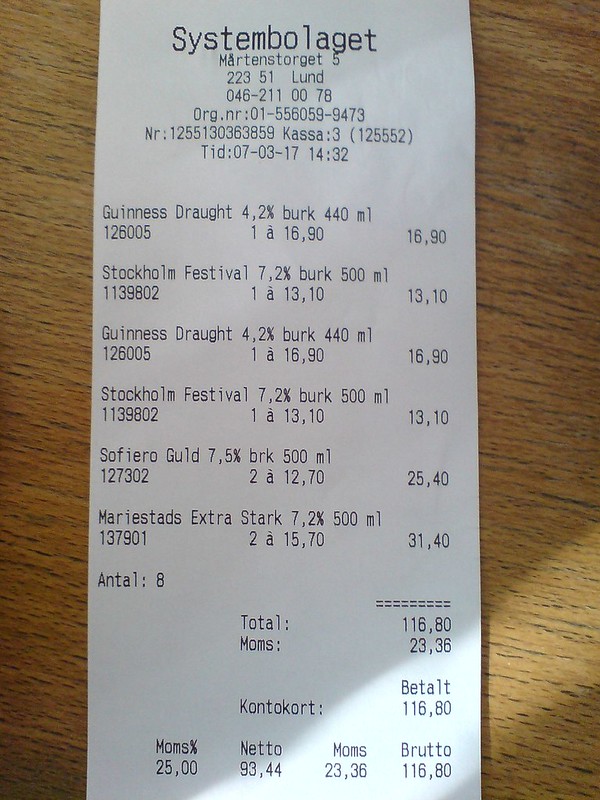 Systembolaget
Mårtenstorget 5
223 51 Lund
046-211 00 78
Org.nr:01-556059-9473
Nr:1255130363859 Kassa:3 (125552)
Tid:07-03-17 14:32
Guinness Draught 4,2% burk 440 ml
126005 1 à 16,90 16,90
Stockholm Festival 7,2% burk 500 ml
1139802 1 à 13,10 13,10
Guinness Draught 4,2% burk 440 ml
126005 1 à 16,90 16,90
Stockholm Festival 7,2% burk 500 ml
1139802 1 à 13,10 13,10
Sofiero Guld 7,5% brk 500 ml
127302 2 à 12,70 25,40
Mariestads Extra Stark 7,2% 500 ml
137901 2 à 15,70 31,40
Antal: 8
=========
Total: 116,80
Moms: 23,36
Betalt
Kontokort: 116,80
Moms% Netto Moms Brutto
25,00 93,44 23,36 116,80